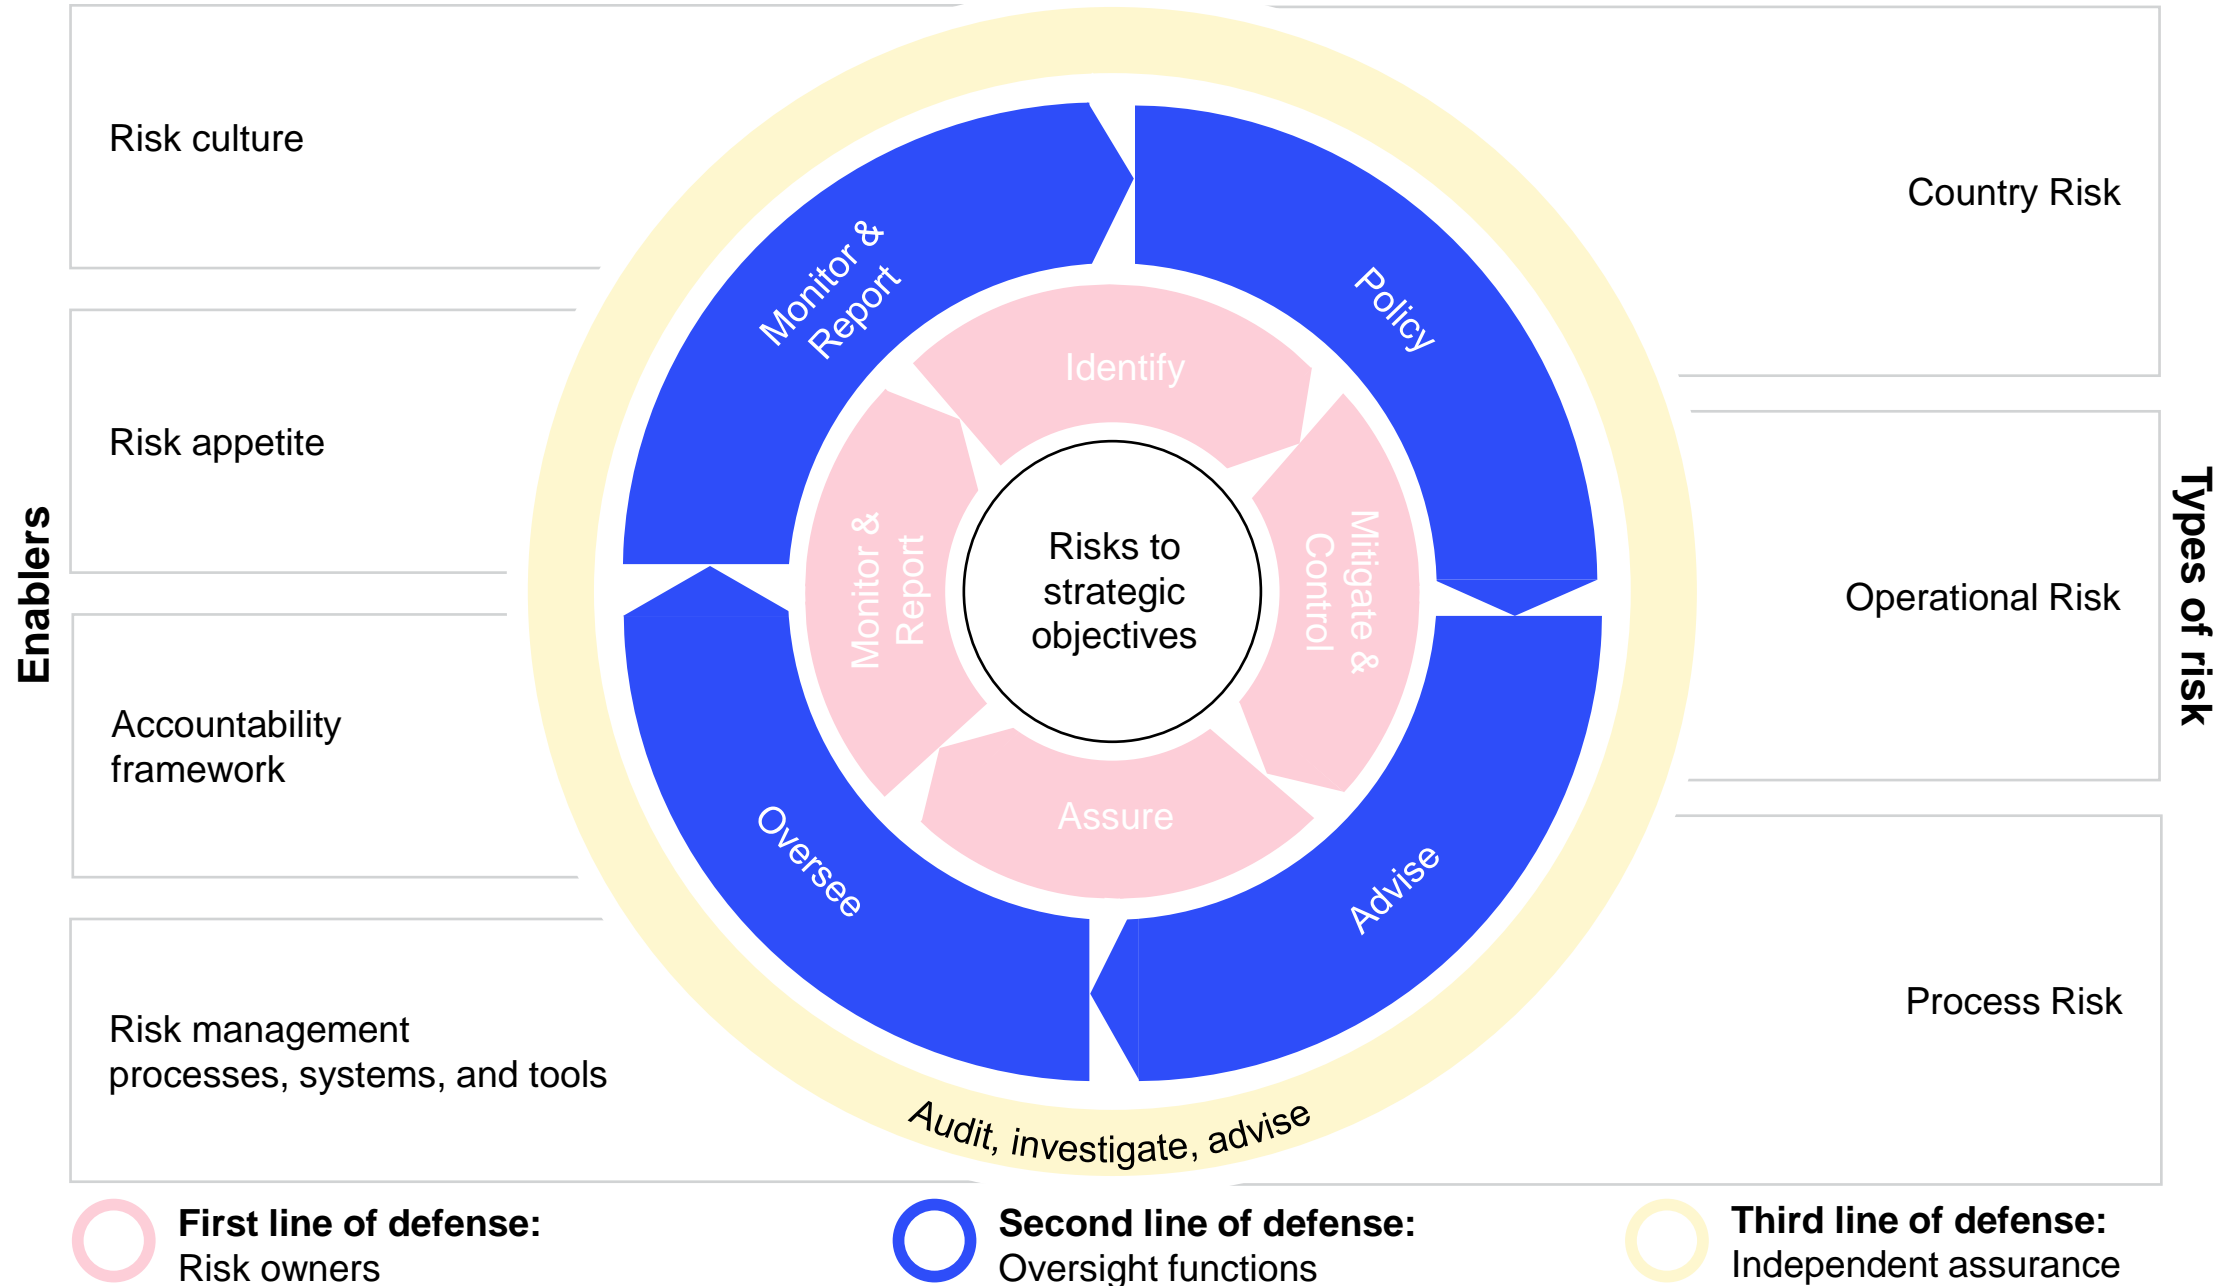 Enablers
Risk culture
Risk appetite
Accountability
framework
Risk management
processes, systems, and tools
Monitor &
Report
Policy
Advise
Oversee
Identify
Mitigate &
Control
Assure
Monitor &
Report
Risks to
strategic
objectives
Audit, investigate, advise
Country Risk
Operational Risk
Process Risk
Types of risk
First line of defense:
Risk owners
Second line of defense:
Oversight functions
Third line of defense:
Independent assurance